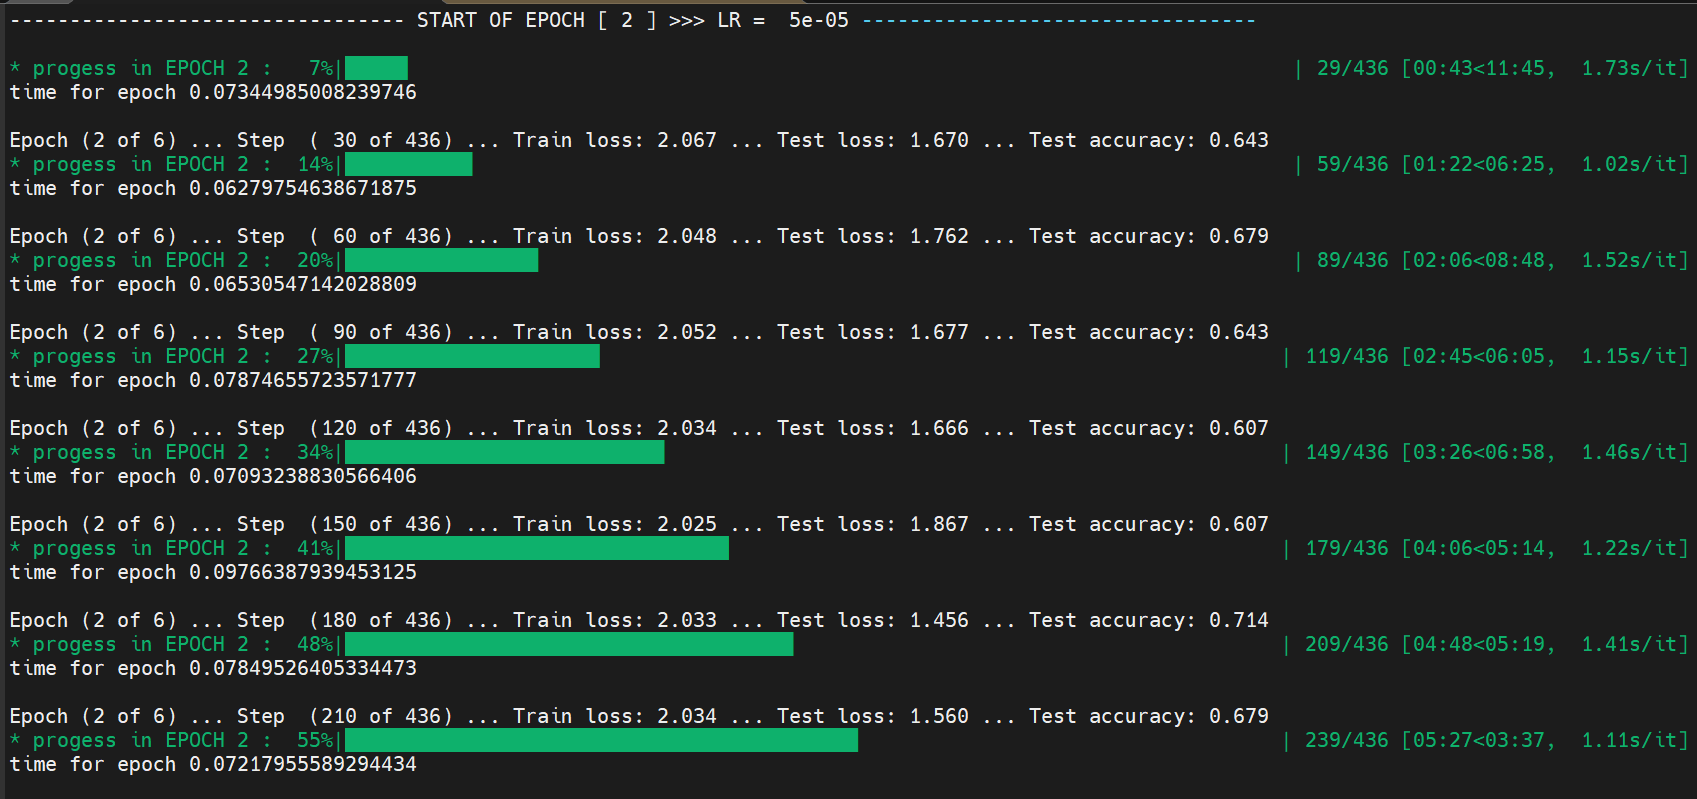 --------------------------------- START OF EPOCH [ 2 ] >>> LR =  5e-05 ---------------------------------
* progess in EPOCH 2 :   7%| | 29/436 [00:43<11:45,  1.73s/it]
time for epoch 0.07344985008239746
Epoch (2 of 6) ... Step  ( 30 of 436) ... Train loss: 2.067 ... Test loss: 1.670 ... Test accuracy: 0.643
* progess in EPOCH 2 :  14%| | 59/436 [01:22<06:25,  1.02s/it]
time for epoch 0.06279754638671875
Epoch (2 of 6) ... Step  ( 60 of 436) ... Train loss: 2.048 ... Test loss: 1.762 ... Test accuracy: 0.679
* progess in EPOCH 2 :  20%| | 89/436 [02:06<08:48,  1.52s/it]
time for epoch 0.06530547142028809
Epoch (2 of 6) ... Step  ( 90 of 436) ... Train loss: 2.052 ... Test loss: 1.677 ... Test accuracy: 0.643
* progess in EPOCH 2 :  27%| | 119/436 [02:45<06:05,  1.15s/it]
time for epoch 0.07874655723571777
Epoch (2 of 6) ... Step  (120 of 436) ... Train loss: 2.034 ... Test loss: 1.666 ... Test accuracy: 0.607
* progess in EPOCH 2 :  34%| | 149/436 [03:26<06:58,  1.46s/it]
time for epoch 0.07093238830566406
Epoch (2 of 6) ... Step  (150 of 436) ... Train loss: 2.025 ... Test loss: 1.867 ... Test accuracy: 0.607
* progess in EPOCH 2 :  41%| | 179/436 [04:06<05:14,  1.22s/it]
time for epoch 0.09766387939453125
Epoch (2 of 6) ... Step  (180 of 436) ... Train loss: 2.033 ... Test loss: 1.456 ... Test accuracy: 0.714
* progess in EPOCH 2 :  48%| | 209/436 [04:48<05:19,  1.41s/it]
time for epoch 0.07849526405334473
Epoch (2 of 6) ... Step  (210 of 436) ... Train loss: 2.034 ... Test loss: 1.560 ... Test accuracy: 0.679
* progess in EPOCH 2 :  55%| | 239/436 [05:27<03:37,  1.11s/it]
time for epoch 0.07217955589294434